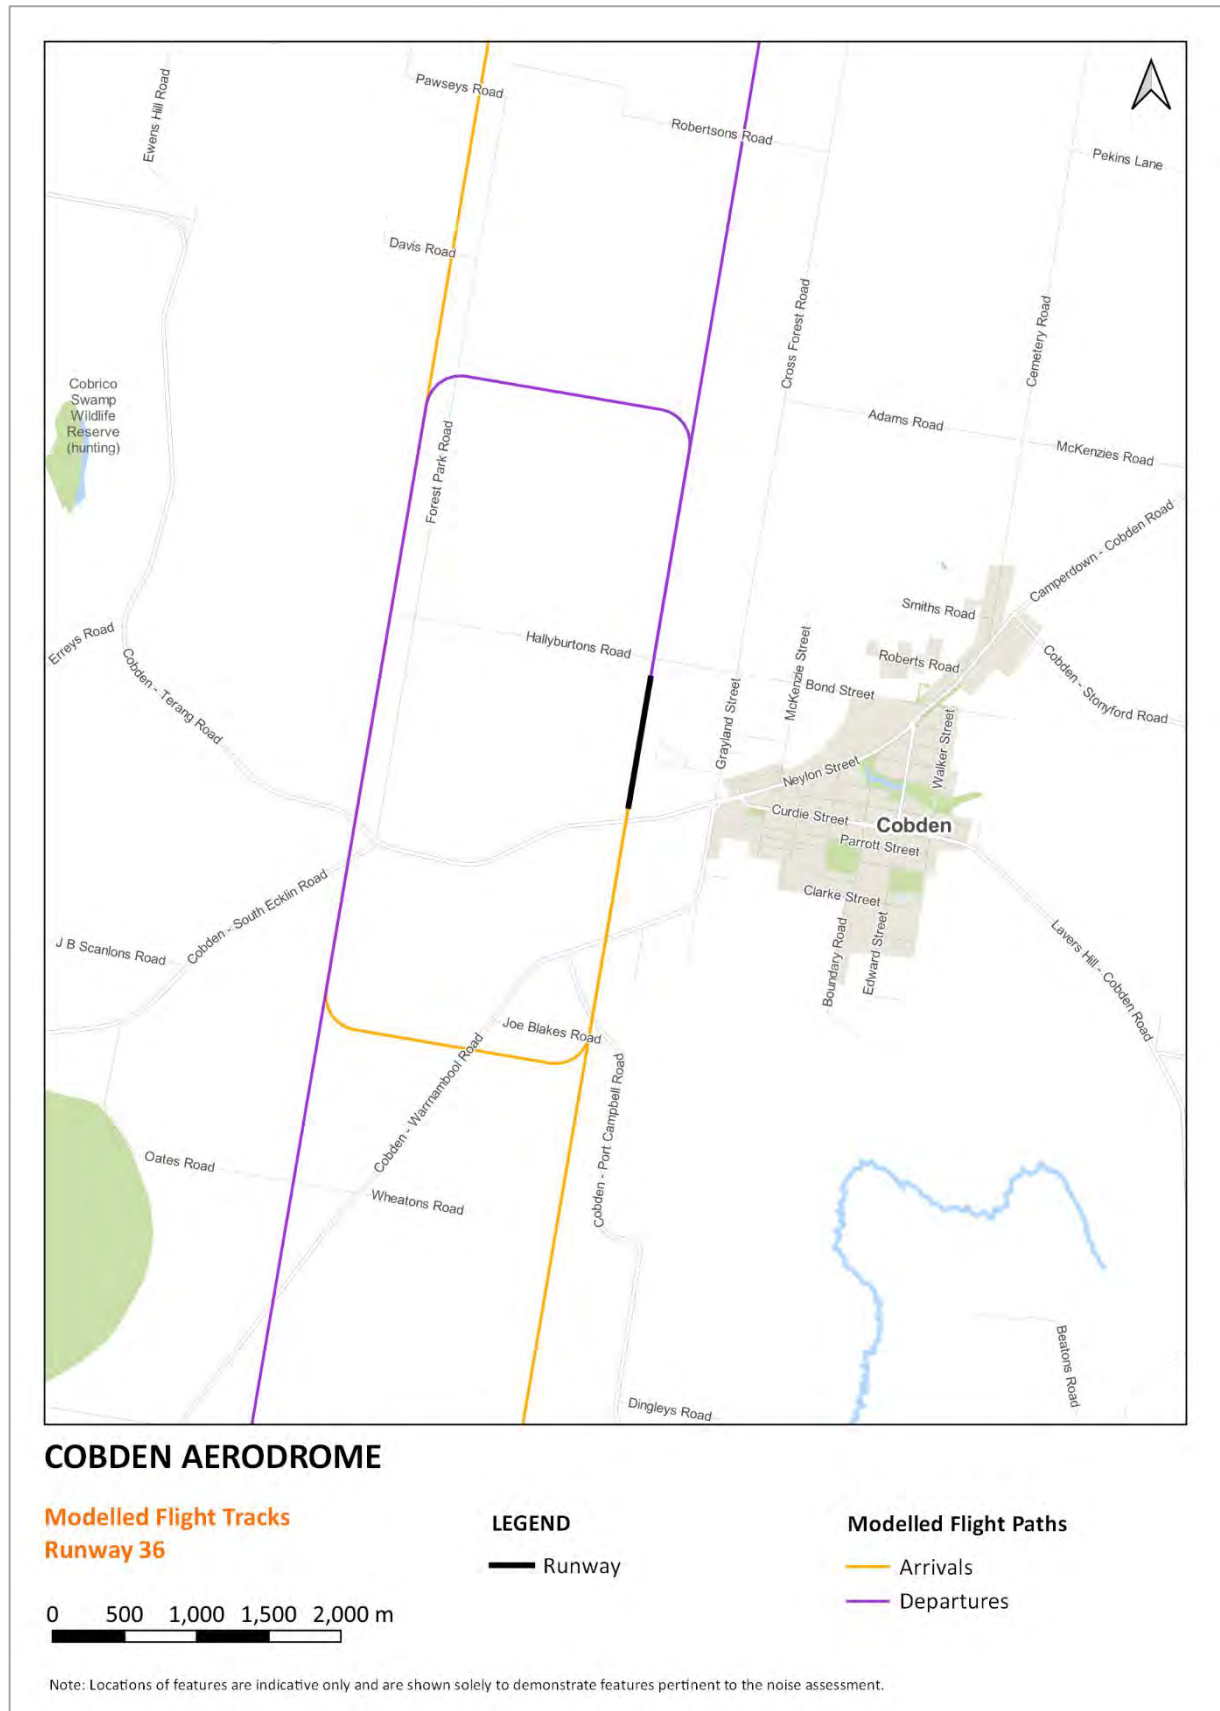 Pawseys Road
Ewens Hill Road
Robertsons Road
Pekins Lane
Davis Road
Cross Forest Road
Cemetery Road
Cobrico
Swamp
Wildlife
Reserve
(hunting)
Forest Park Road
Adams Road
McKenzies Road
Camperdown - Cobden Road
Smiths Road
Erreys Road
Hallyburtons Road
McKenzie Street
Roberts Road
Cobden - Stonyford Road
Cobden - Terang Road
Bond Street
Grayland Street
Walker Street
Neylon Street
Curdie Street
Cobden
Parrott Street
Clarke Street
Cobden - South Ecklin Road
J B Scanlons Road
Boundary Road
Edward Street
Lavers Hill - Cobden Road
Joe Blakes Road
Cobden - Warrnambool Road
Cobden - Port Campbell Road
Oates Road
Wheatons Road
Beatons Road
Dingleys Road
COBDEN AERODROME
Modelled Flight Tracks
Runway 36
LEGEND
Runway
Modelled Flight Paths
Arrivals
Departures
0 500 1,000 1,500 2,000 m
Note: Locations of features are indicative only and are shown solely to demonstrate features pertinent to the noise assessment.